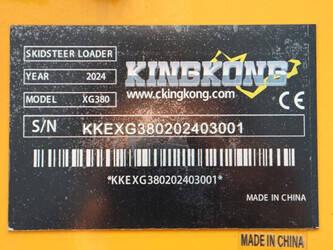 SKIDSTEER LOADER
YEAR 2024
MODEL XG380
KINGKONG
www.ckingkong.com
CE
S/N KKEXG380202403001
*KKEXG380202403001*
MADE IN CHINA
MADE IN CHINA